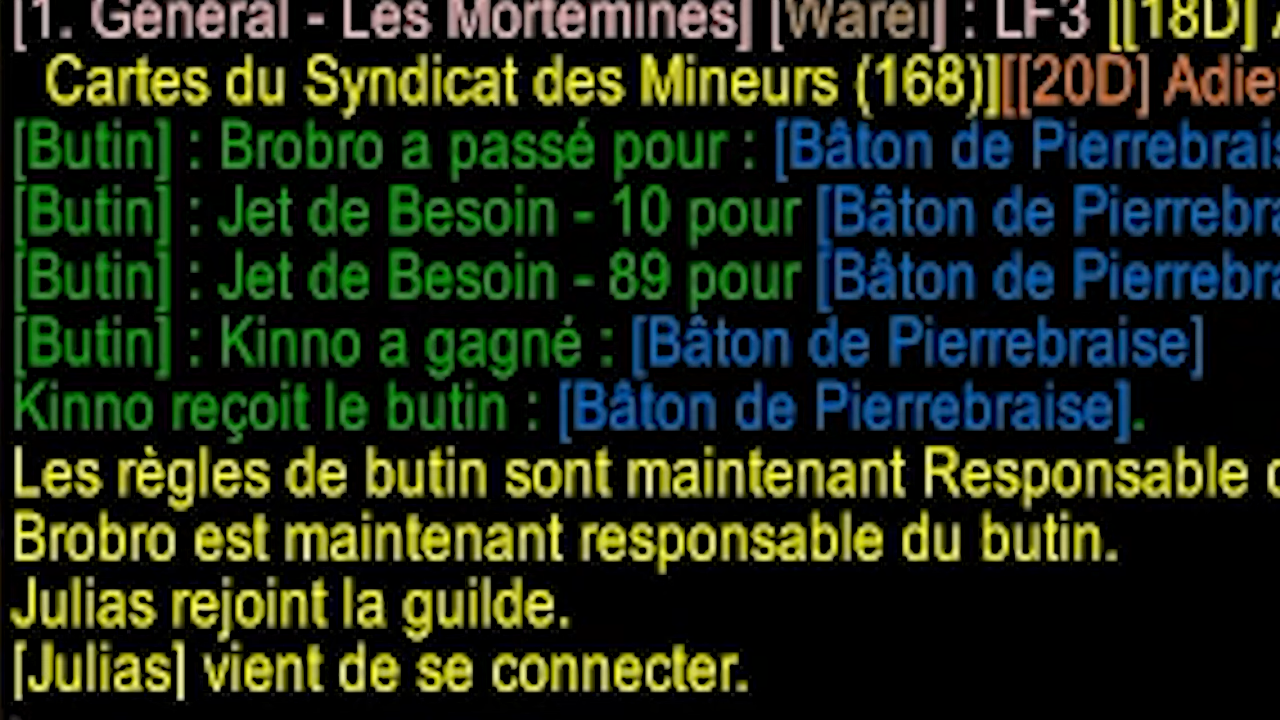 [1. Général - Les Mortemines] [Warei] : LF3 [[18D]
Cartes du Syndicat des Mineurs (168)][[20D] Adie
[Butin] : Brobro a passé pour : [Bâton de Pierrebrais
[Butin] : Jet de Besoin - 10 pour [Bâton de Pierrebra
[Butin] : Jet de Besoin - 89 pour [Bâton de Pierrebra
[Butin] : Kinno a gagné : [Bâton de Pierrebraise]
Kinno reçoit le butin : [Bâton de Pierrebraise].
Les règles de butin sont maintenant Responsable
Brobro est maintenant responsable du butin.
Julias rejoint la guilde.
[Julias] vient de se connecter.